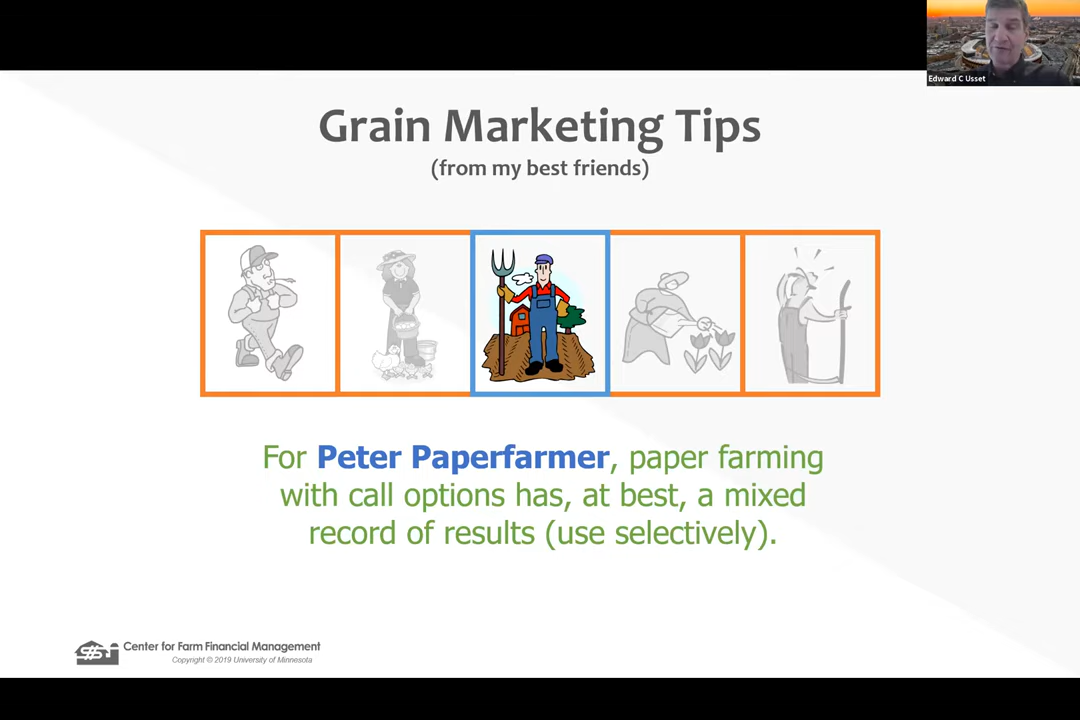 Edward C Usset
Grain Marketing Tips
(from my best friends)
For Peter Paperfarmer, paper farming
with call options has, at best, a mixed
record of results (use selectively).
Center for Farm Financial Management
Copyright © 2019 University of Minnesota